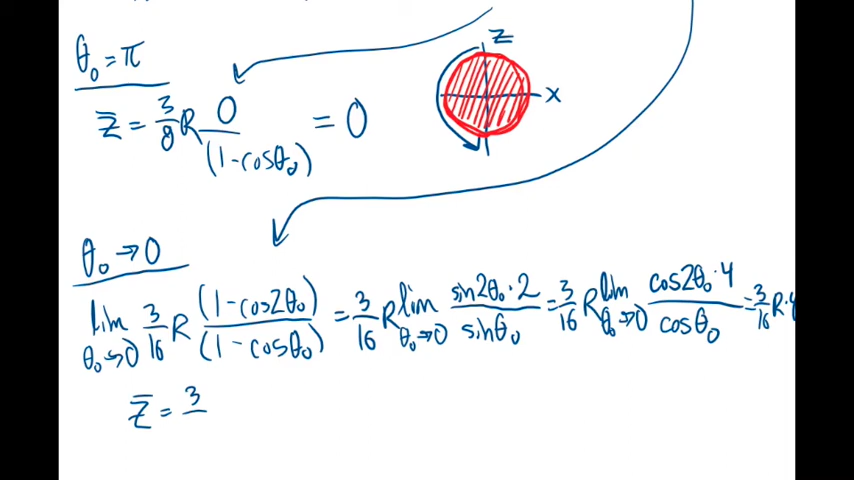 θ₀ = π
z̄ = 3/8 R 0/(1-cosθ₀) = 0
z
x
θ₀ → 0
lim θ₀→0 3/16 R (1-cos2θ₀)/(1-cosθ₀) = 3/16 R lim θ₀→0 sin2θ₀·2/sinθ₀ = 3/16 R lim θ₀→0 cos2θ₀·4/cosθ₀ = 3/16 R·4
z̄ = 3